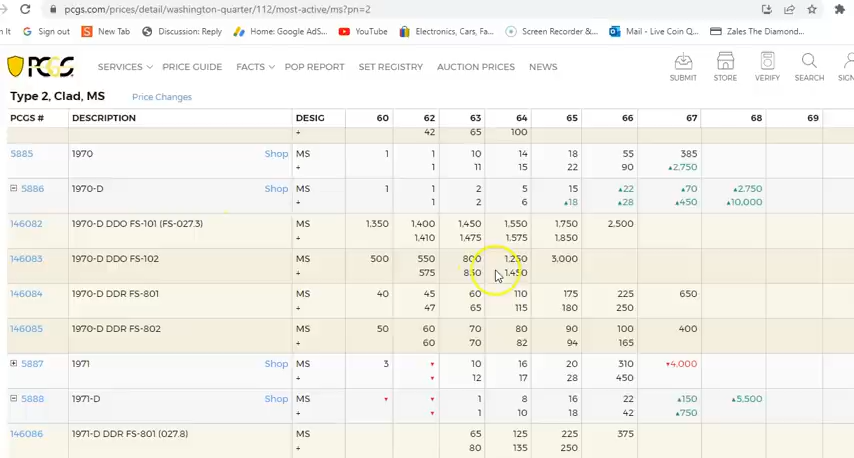 pcgs.com/prices/detail/washington-quarter/112/most-active/ms?pn=2
n It Sign out New Tab Discussion: Reply Home: Google AdS... YouTube Electronics, Cars, Fa... Screen Recorder &... Mail - Live Coin Q... Zales The Diamond...
PCGS SERVICES PRICE GUIDE FACTS POP REPORT SET REGISTRY AUCTION PRICES NEWS SUBMIT STORE VERIFY SEARCH SIGN
Type 2, Clad, MS Price Changes
PCGS # DESCRIPTION DESIG 60 62 63 64 65 66 67 68 69
+ 42 65 100
5885 1970 Shop MS 1 1 10 14 18 55 385
+ 1 11 15 22 90 ▴2,750
5886 1970-D Shop MS 1 1 2 5 15 ▴22 ▴70 ▴2,750
+ 1 2 6 ▴18 ▴28 ▴450 ▴10,000
146082 1970-D DDO FS-101 (FS-027.3) MS 1,350 1,400 1,450 1,550 1,750 2,500
+ 1,410 1,475 1,575 1,850
146083 1970-D DDO FS-102 MS 500 550 800 1,250 3,000
+ 575 850 1,450
146084 1970-D DDR FS-801 MS 40 45 60 110 175 225 650
+ 47 65 115 180 250
146085 1970-D DDR FS-802 MS 50 60 70 80 90 100 400
+ 60 70 82 94 165
5887 1971 Shop MS 3 ▾ 10 16 20 310 ▾4,000
+ ▾ 12 17 28 450
5888 1971-D Shop MS ▾ ▾ 1 8 16 22 ▴150 ▴5,500
+ ▾ 1 10 18 42 ▴750
146086 1971-D DDR FS-801 (027.8) MS 65 125 225 375
+ 80 135 250